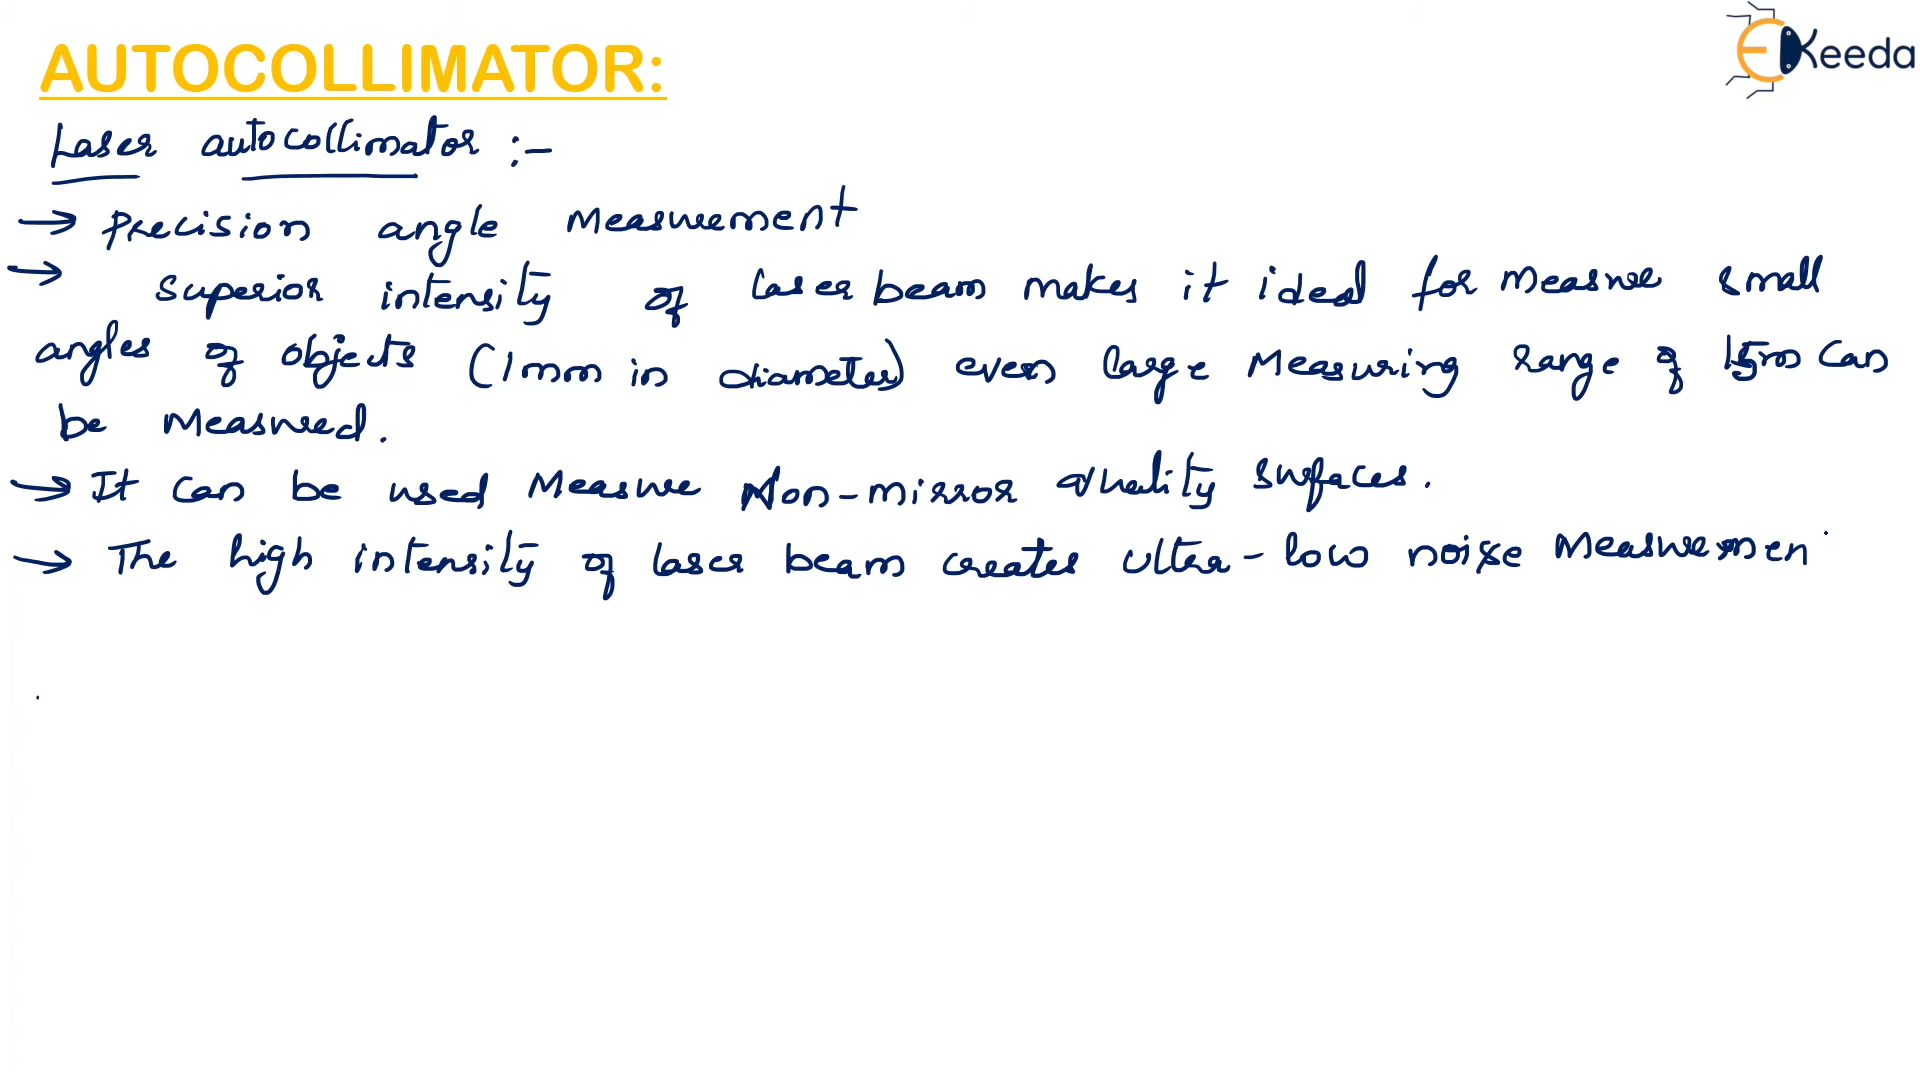 AUTOCOLLIMATOR:
EKeeda
Laser autocollimator :-
→ Precision angle Measurement
→ Superior intensity of laser beam makes it ideal for Measure small
angles of objects (1mm in diameter) even large Measuring range of 15m Can
be Measured.
→ It can be used Measure Non-mirror quality surfaces.
→ The high intensity of laser beam creates ultra-low noise Measuremen